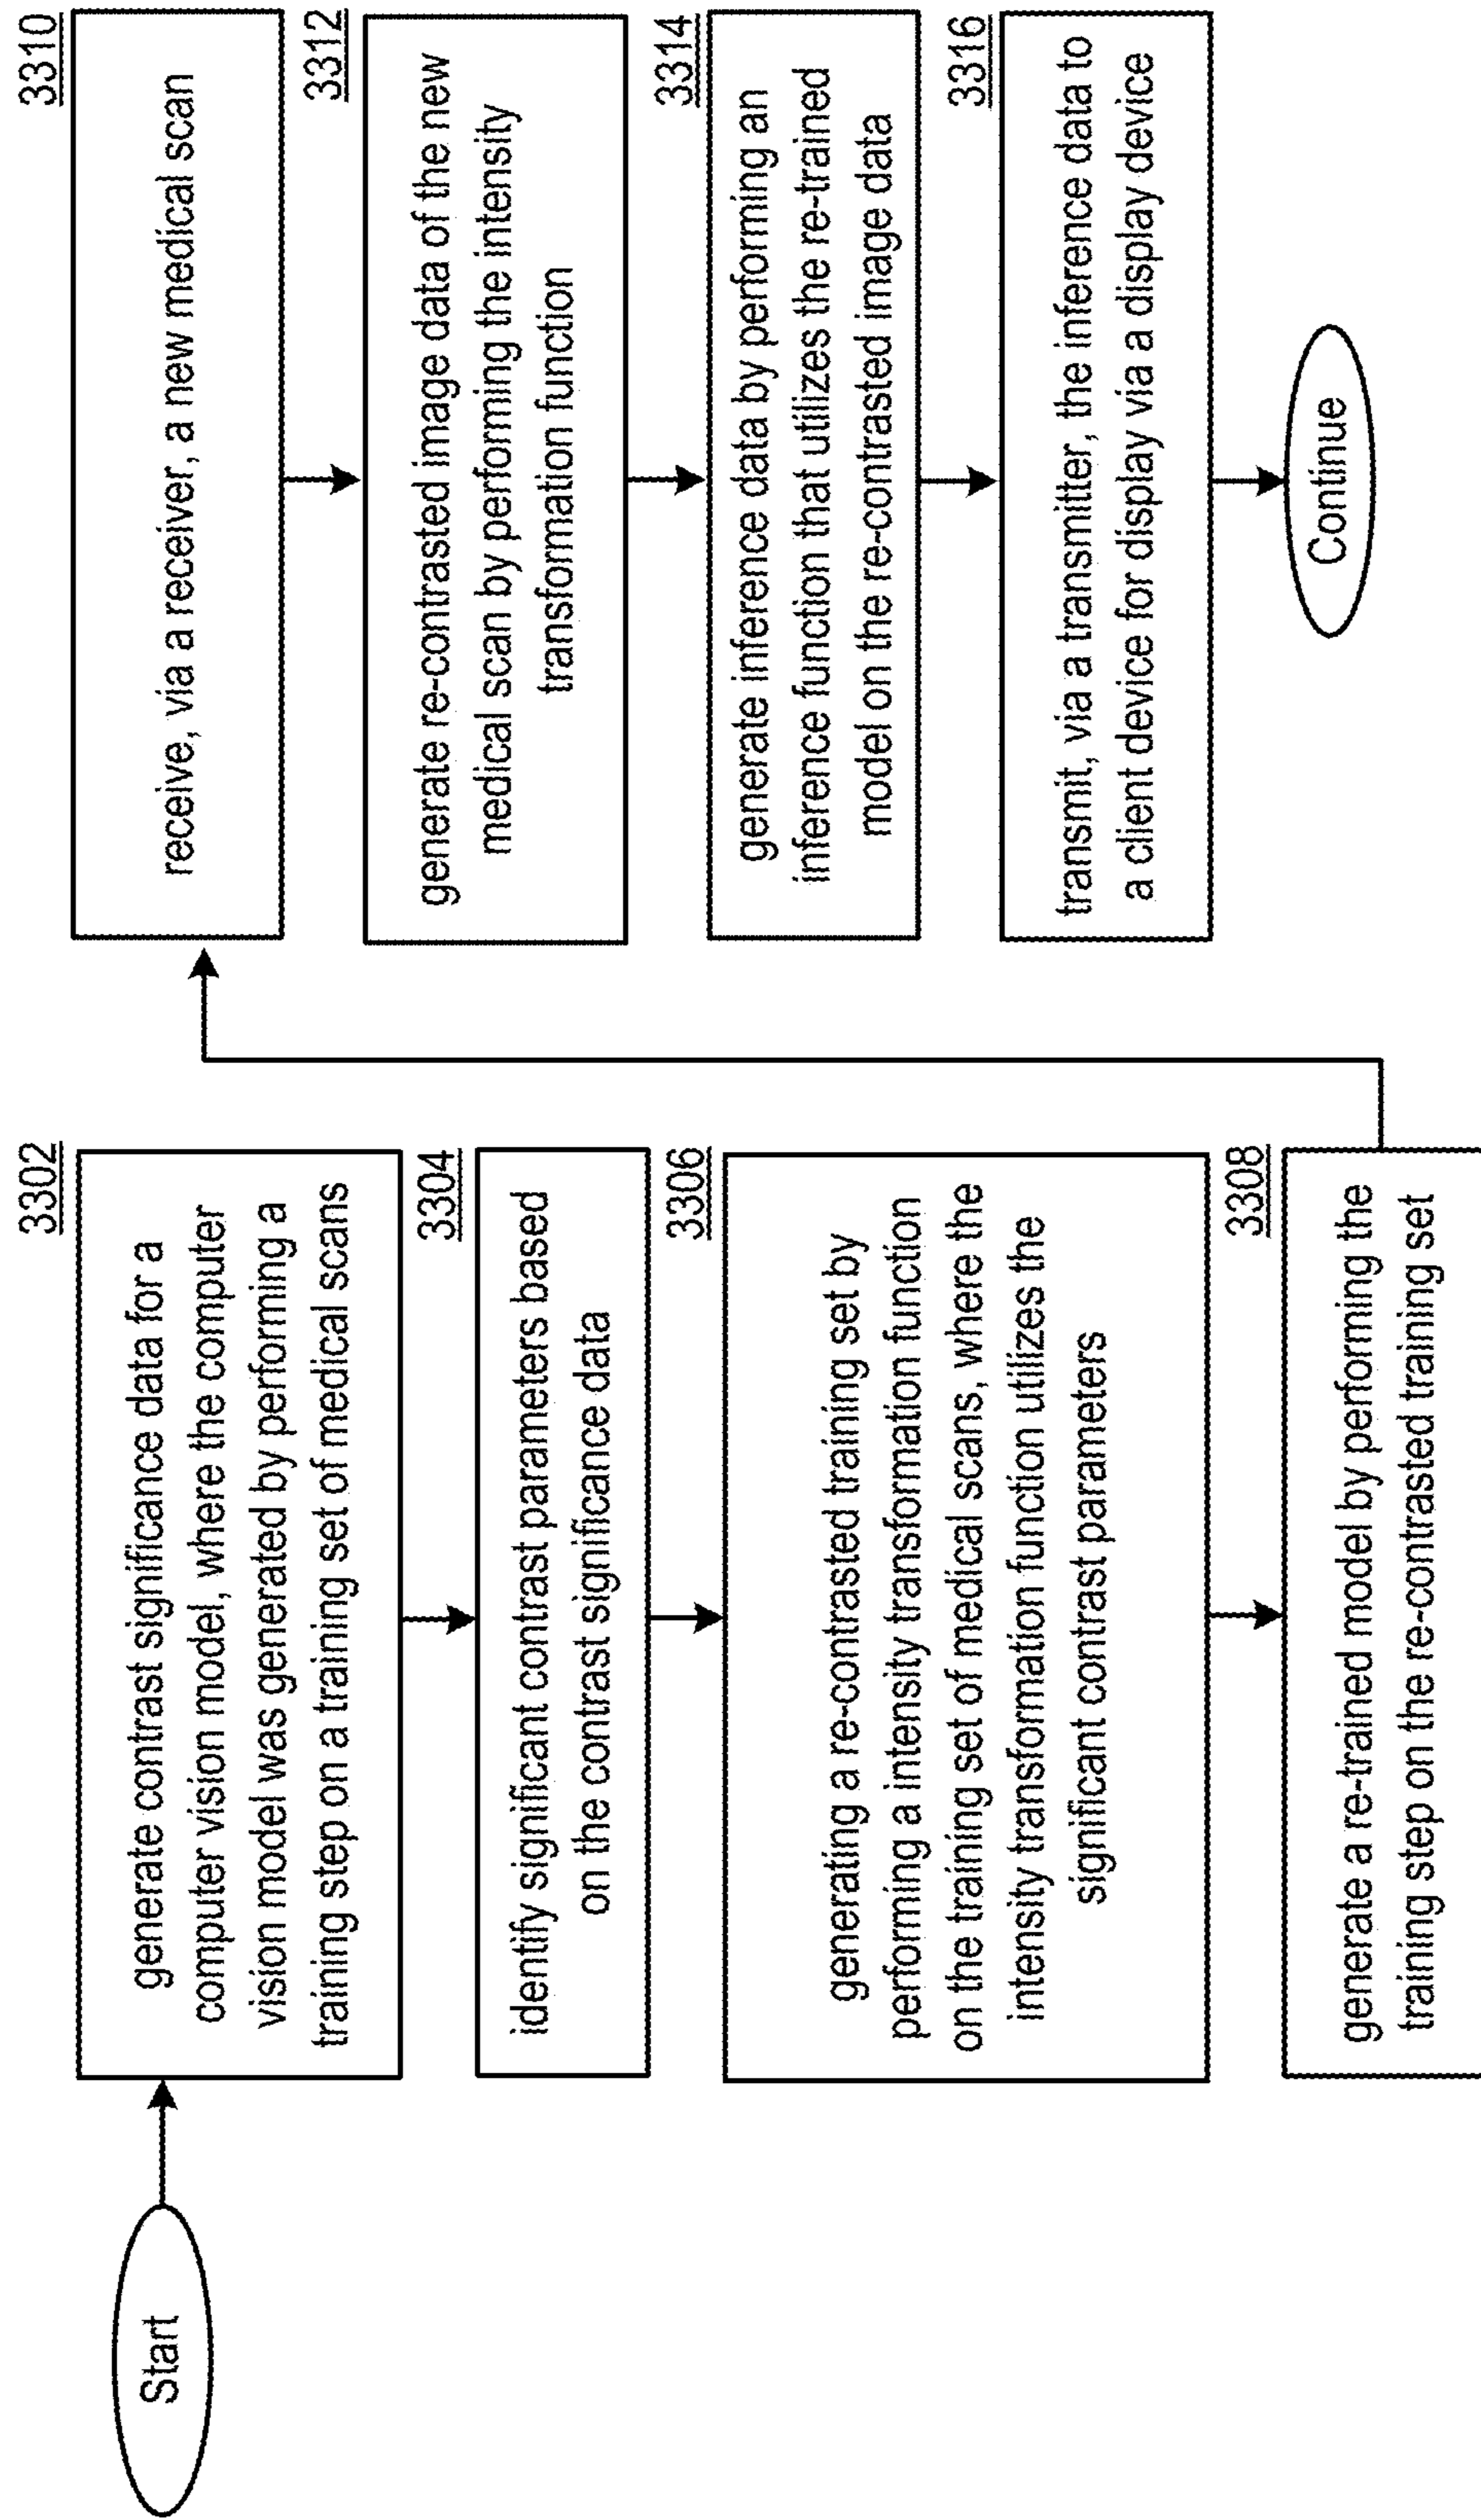 Start
3302
generate contrast significance data for a
computer vision model, where the computer
vision model was generated by performing a
training step on a training set of medical scans
3304
identify significant contrast parameters based
on the contrast significance data
3306
generating a re-contrasted training set by
performing a intensity transformation function
on the training set of medical scans, where the
intensity transformation function utilizes the
significant contrast parameters
3308
generate a re-trained model by performing the
training step on the re-contrasted training set
3310
receive, via a receiver, a new medical scan
3312
generate re-contrasted image data of the new
medical scan by performing the intensity
transformation function
3314
generate inference data by performing an
inference function that utilizes the re-trained
model on the re-contrasted image data
3316
transmit, via a transmitter, the inference data to
a client device for display via a display device
Continue